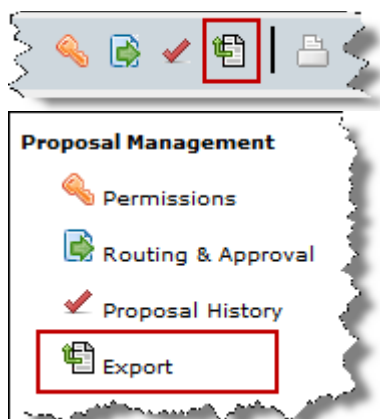 Proposal Management
Permissions
Routing & Approval
Proposal History
Export